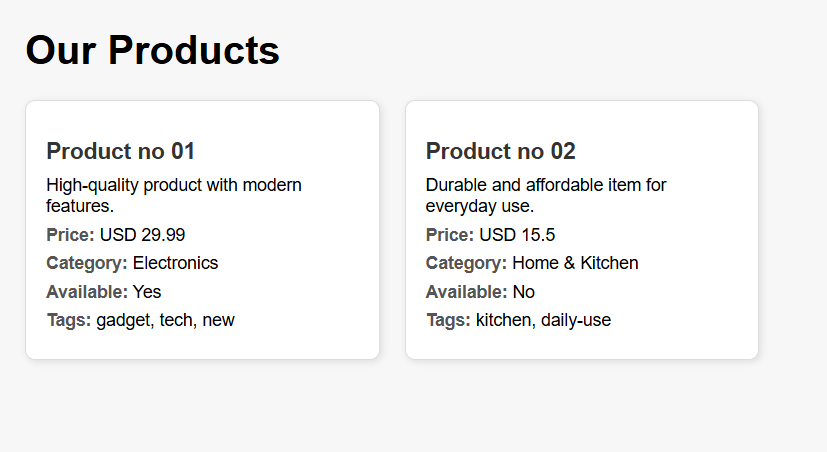 Our Products
Product no 01
High-quality product with modern
features.
Price: USD 29.99
Category: Electronics
Available: Yes
Tags: gadget, tech, new
Product no 02
Durable and affordable item for
everyday use.
Price: USD 15.5
Category: Home & Kitchen
Available: No
Tags: kitchen, daily-use